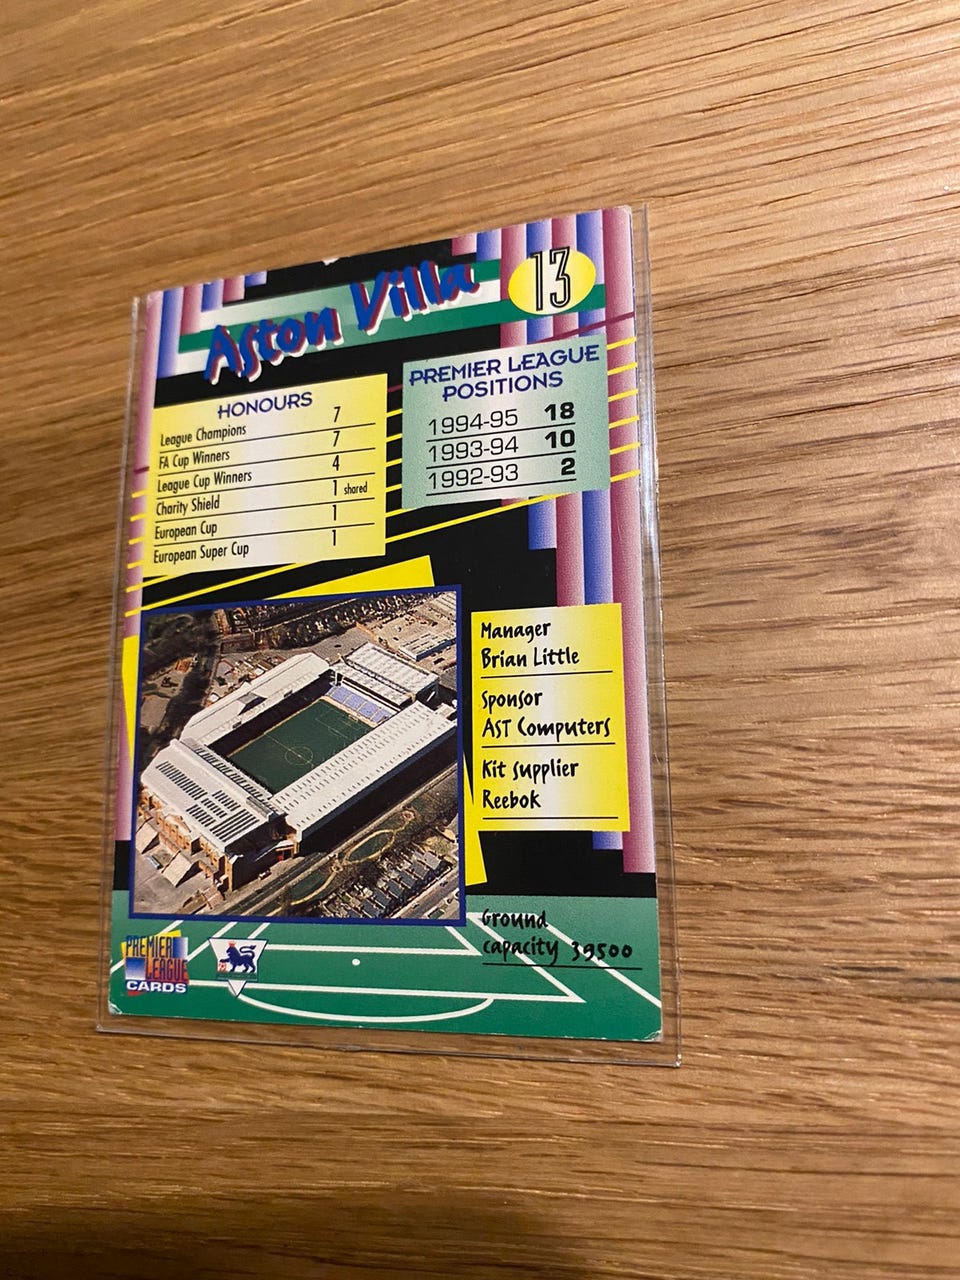 Aston Villa
13
HONOURS
League Champions 7
FA Cup Winners 7
League Cup Winners 4
Charity Shield 1 shared
European Cup 1
European Super Cup 1
PREMIER LEAGUE
POSITIONS
1994-95 18
1993-94 10
1992-93 2
Manager
Brian Little
Sponsor
AST Computers
Kit supplier
Reebok
Ground
capacity 39500
PREMIER
LEAGUE
CARDS